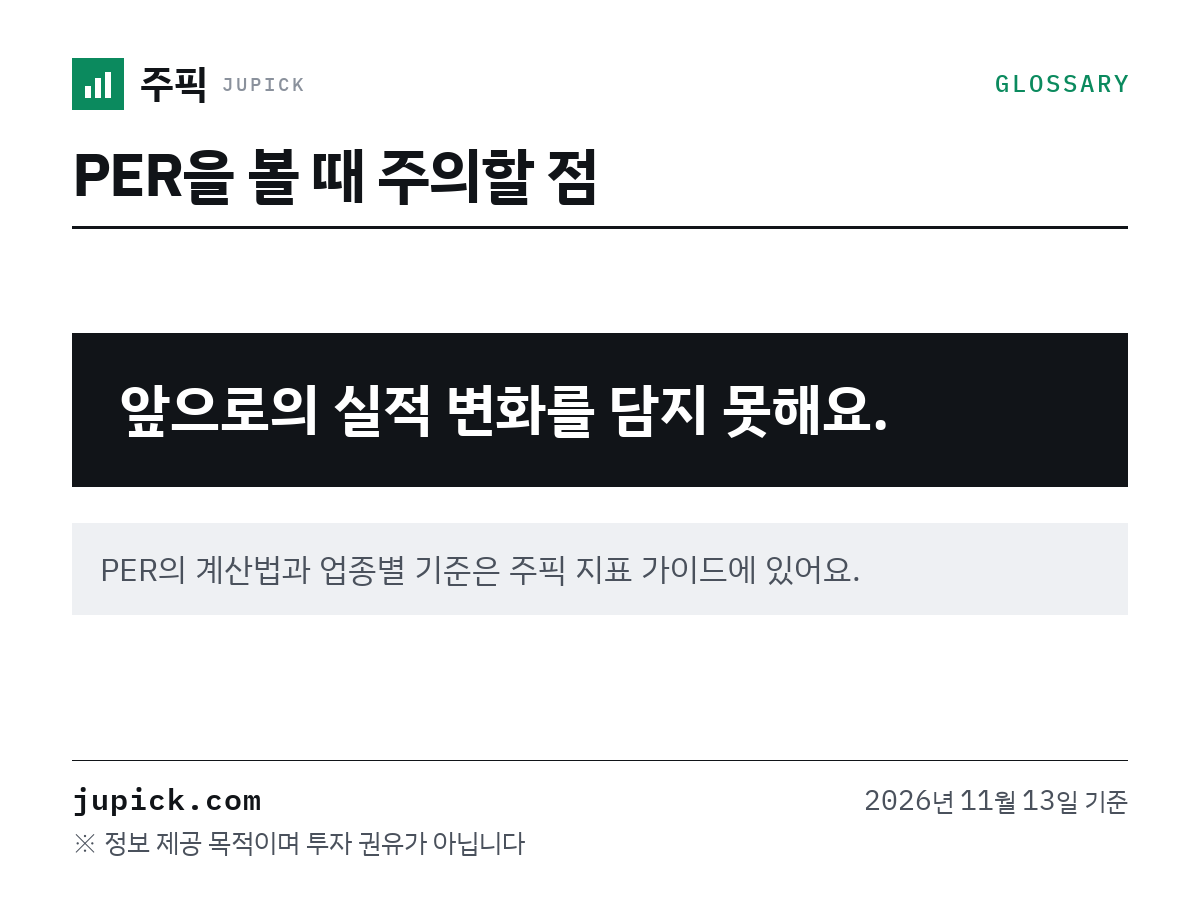 주픽 JUPICK
GLOSSARY
PER을 볼 때 주의할 점
앞으로의 실적 변화를 담지 못해요.
PER의 계산법과 업종별 기준은 주픽 지표 가이드에 있어요.
jupick.com
2026년 11월 13일 기준
※ 정보 제공 목적이며 투자 권유가 아닙니다